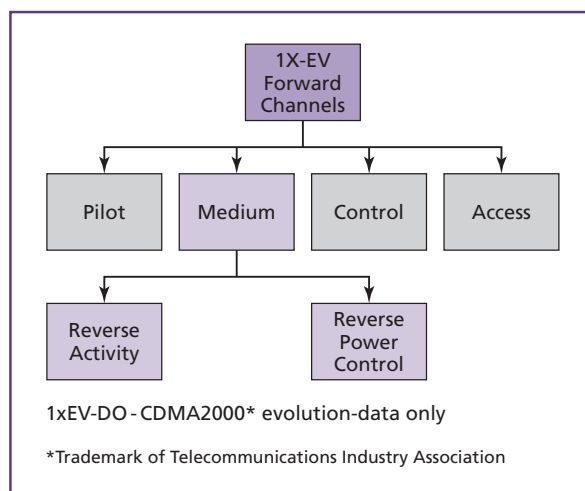 1X-EV
Forward
Channels
Pilot
Medium
Control
Access
Reverse
Activity
Reverse
Power
Control
1xEV-DO - CDMA2000* evolution-data only
*Trademark of Telecommunications Industry Association